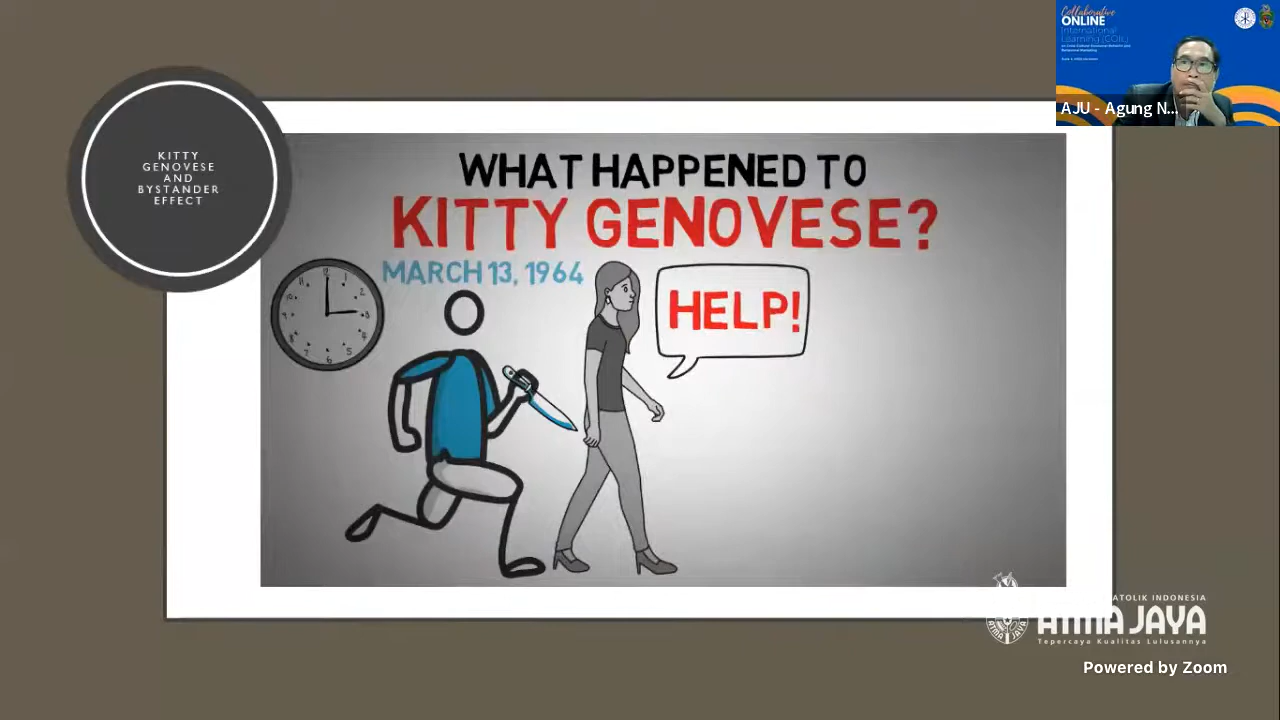 KITTY
GENOVESE
AND
BYSTANDER
EFFECT
WHAT HAPPENED TO
KITTY GENOVESE?
MARCH 13, 1964
HELP!
Collaborative
ONLINE
International
Learning (COIL)
AJU - Agung N...
ATOLIK INDONESIA
ATMA JAYA
Tepercaya Kualitas Lulusannya
Powered by Zoom